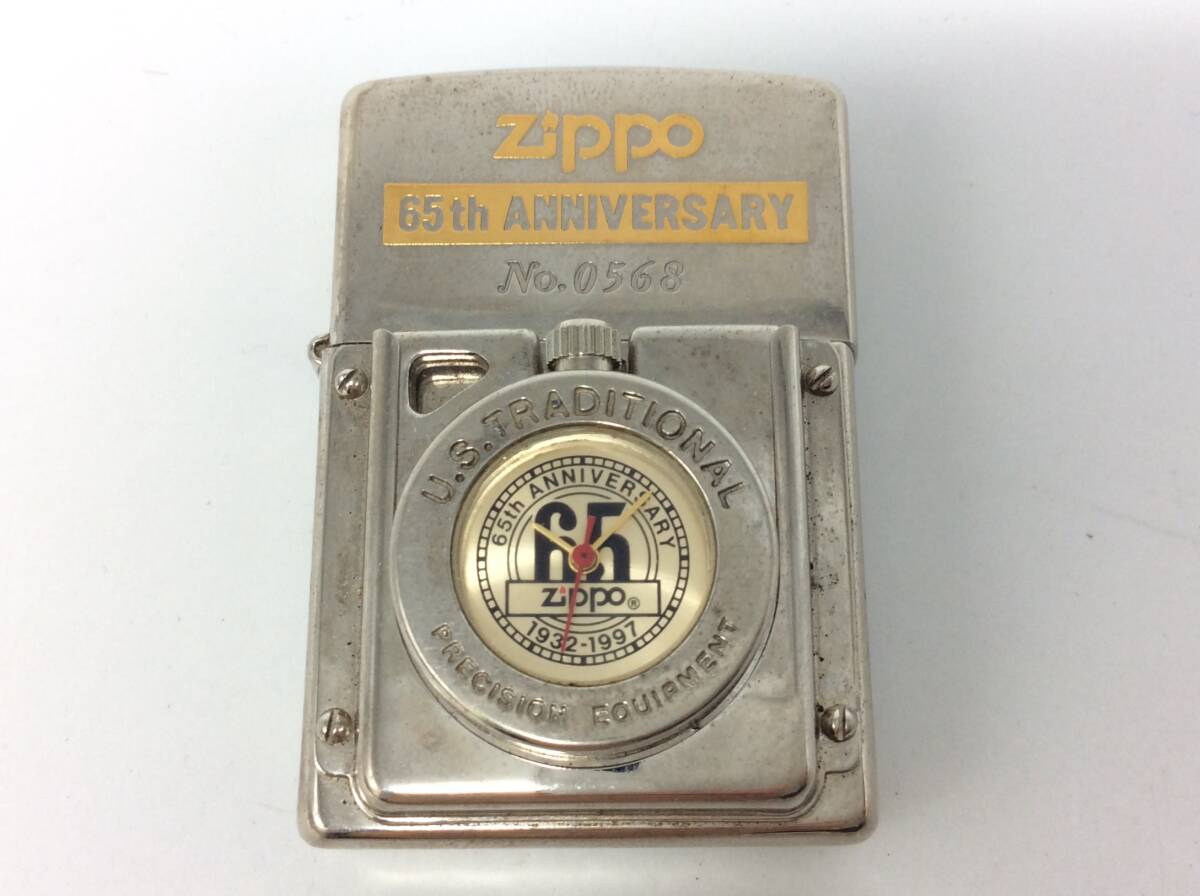 Zippo
65th ANNIVERSARY
No. 0568
U.S. TRADITIONAL
65th ANNIVERSARY
65
Zippo®
1932-1997
PRECISION EQUIPMENT